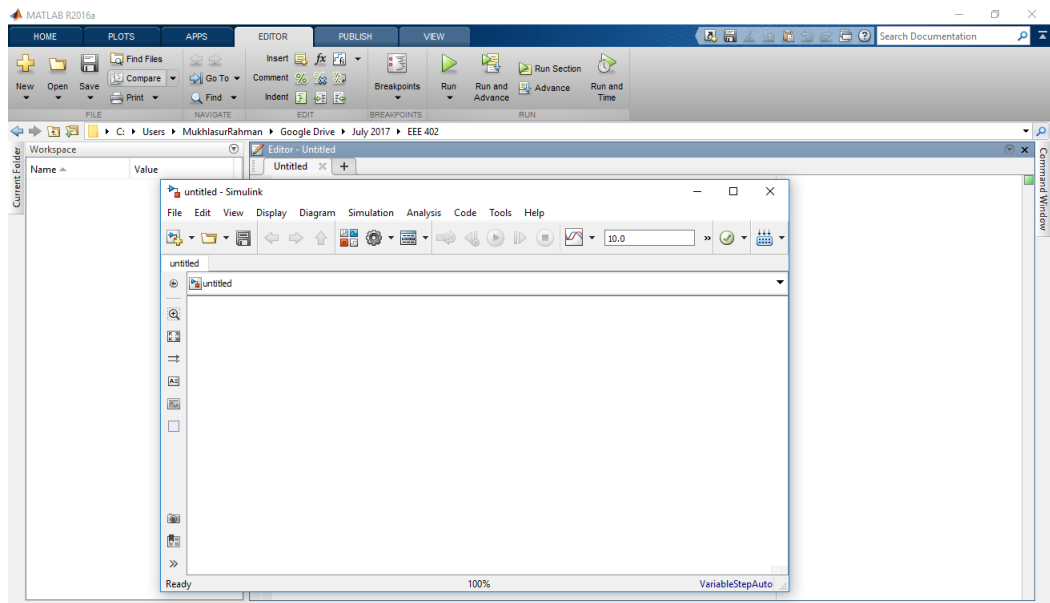 MATLAB R2016a
HOME PLOTS APPS EDITOR PUBLISH VIEW
Search Documentation
New Open Save
Find Files
Compare
Print
FILE
Go To
Find
NAVIGATE
Insert fx
Comment %
Indent
EDIT
Breakpoints
BREAKPOINTS
Run
Run and Advance
Run Section
Advance
Run and Time
RUN
C: Users MukhlasurRahman Google Drive July 2017 EEE 402
Current Folder
Workspace
Name Value
Editor - Untitled
Untitled
Command Window
untitled - Simulink
File Edit View Display Diagram Simulation Analysis Code Tools Help
10.0
untitled
untitled
Ready 100% VariableStepAuto